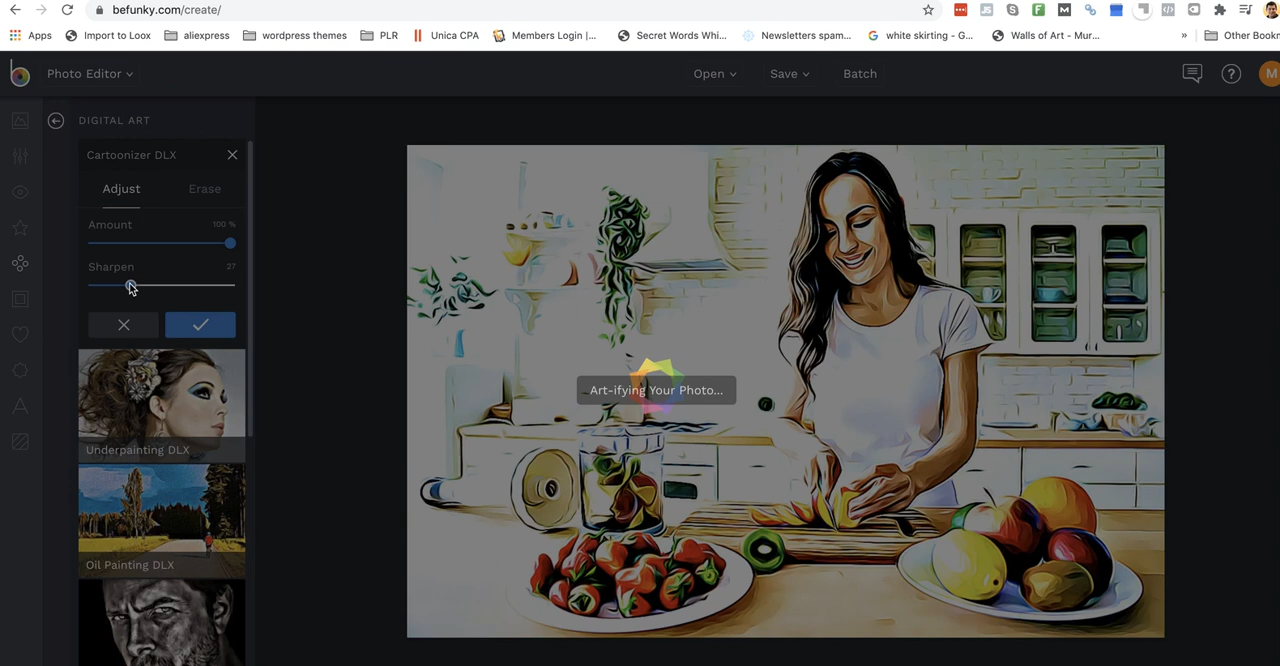 befunky.com/create/
Apps Import to Loox aliexpress wordpress themes PLR Unica CPA Members Login |... Secret Words Whi... Newsletters spam... white skirting - G... Walls of Art - Mur... » Other Bookm
Photo Editor Open Save Batch M
DIGITAL ART
Cartoonizer DLX
Adjust Erase
Amount 100 %
Sharpen 27
Art-ifying Your Photo...
Underpainting DLX
Oil Painting DLX